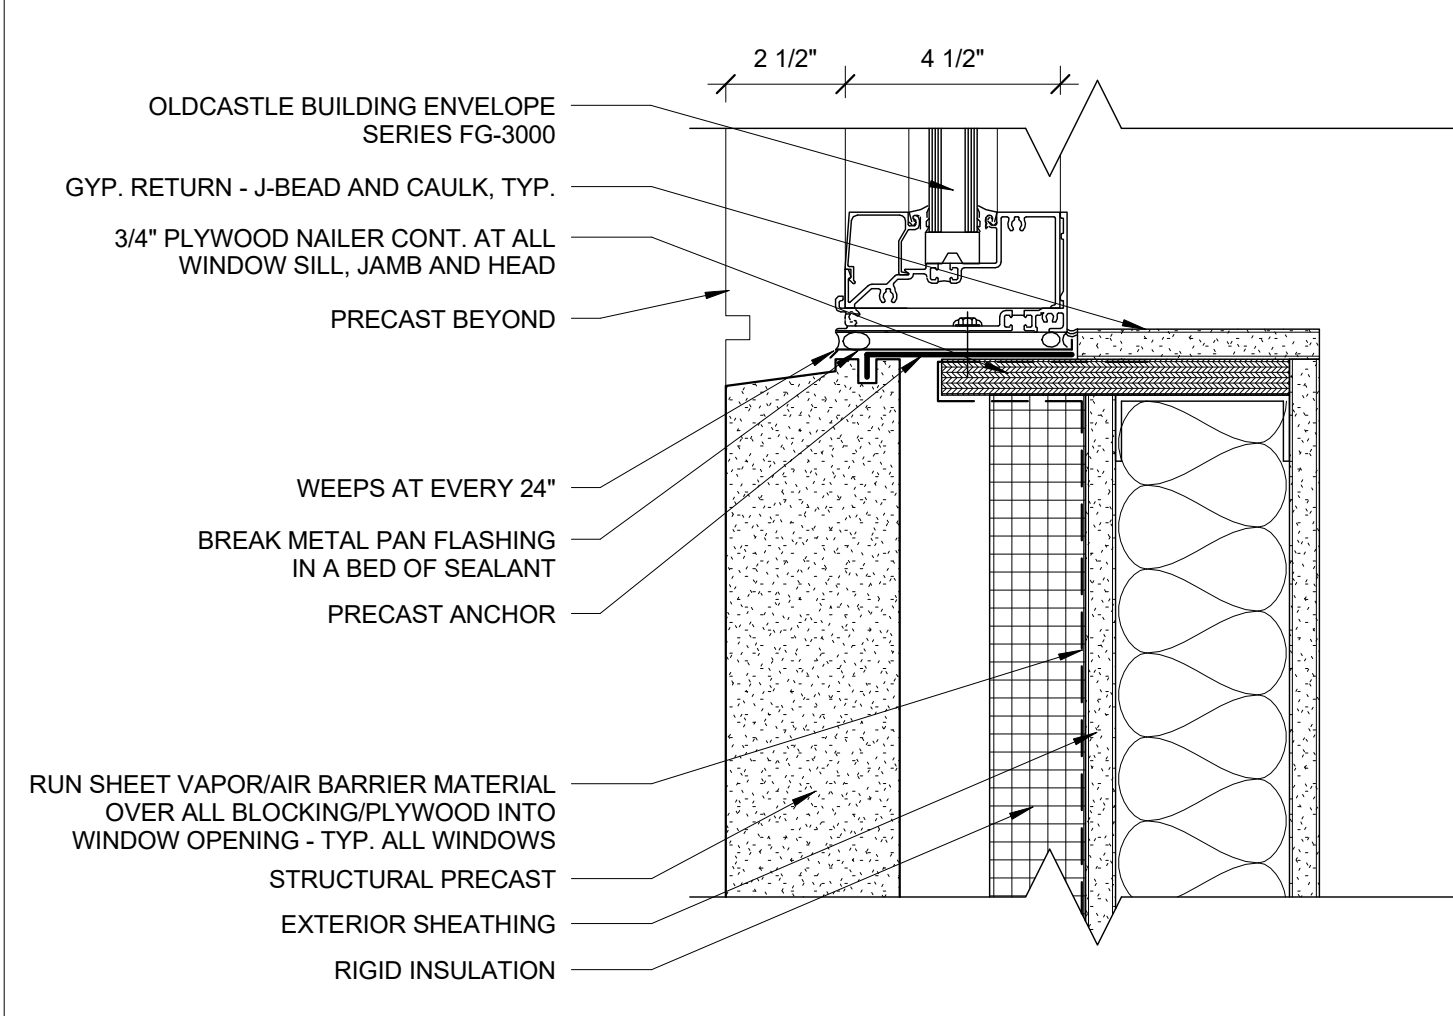 2 1/2" 4 1/2"
OLDCASTLE BUILDING ENVELOPE
SERIES FG-3000
GYP. RETURN - J-BEAD AND CAULK, TYP.
3/4" PLYWOOD NAILER CONT. AT ALL
WINDOW SILL, JAMB AND HEAD
PRECAST BEYOND
WEEPS AT EVERY 24"
BREAK METAL PAN FLASHING
IN A BED OF SEALANT
PRECAST ANCHOR
RUN SHEET VAPOR/AIR BARRIER MATERIAL
OVER ALL BLOCKING/PLYWOOD INTO
WINDOW OPENING - TYP. ALL WINDOWS
STRUCTURAL PRECAST
EXTERIOR SHEATHING
RIGID INSULATION